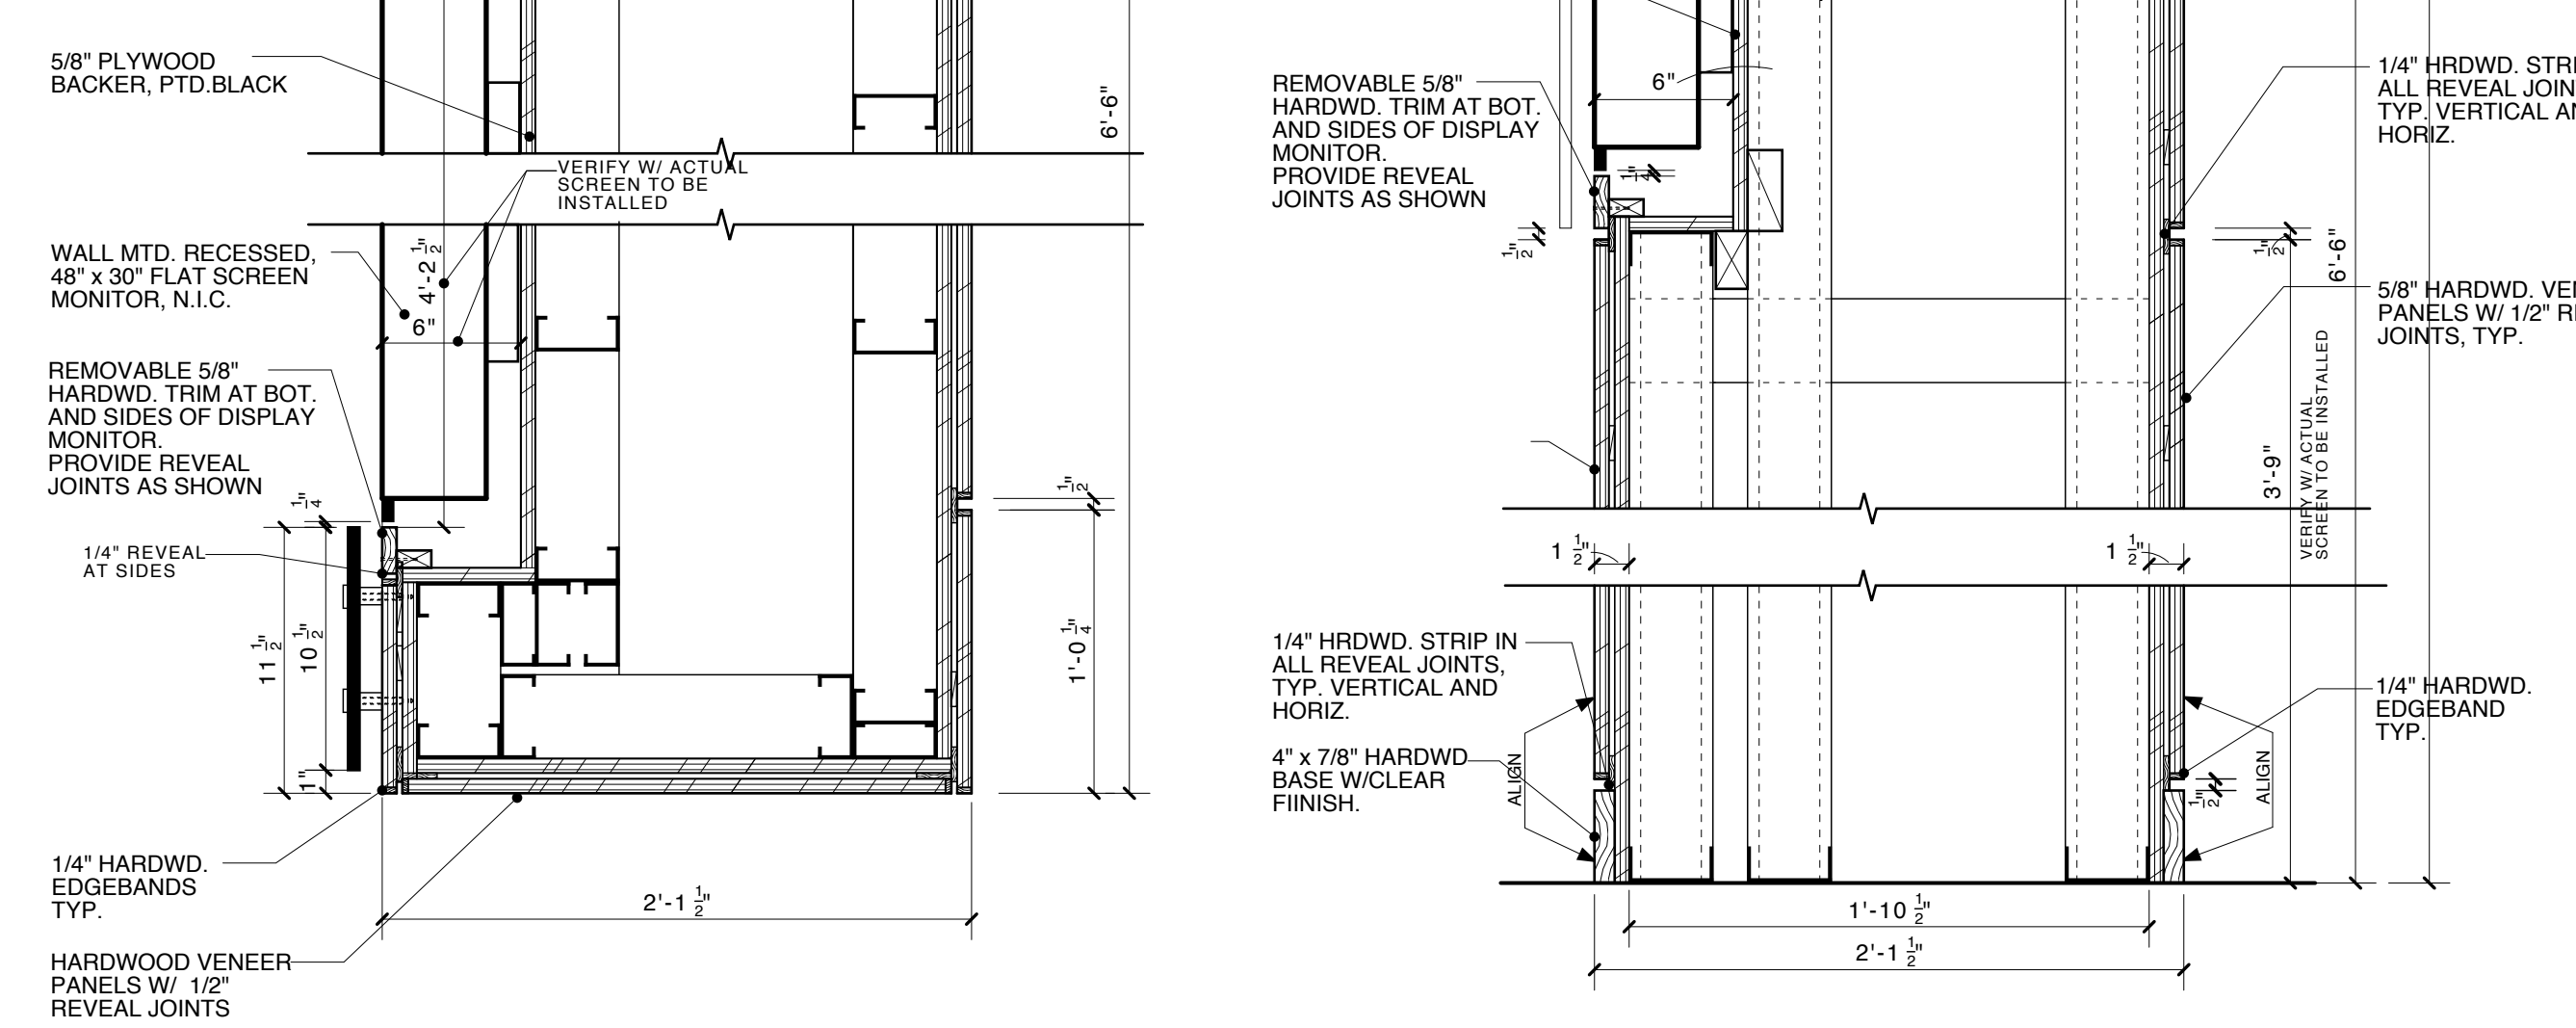 5/8" PLYWOOD
BACKER, PTD.BLACK
6'-6"
VERIFY W/ ACTUAL
SCREEN TO BE
INSTALLED
WALL MTD. RECESSED,
48" x 30" FLAT SCREEN
MONITOR, N.I.C.
4'-2 1/2"
6"
REMOVABLE 5/8"
HARDWD. TRIM AT BOT.
AND SIDES OF DISPLAY
MONITOR.
PROVIDE REVEAL
JOINTS AS SHOWN
1/4"
1/2"
1/4" REVEAL
AT SIDES
11 1/2"
10 1/2"
1"
1'-0 1/4"
1/4" HARDWD.
EDGEBANDS
TYP.
2'-1 1/2"
HARDWOOD VENEER
PANELS W/  1/2"
REVEAL JOINTS
REMOVABLE 5/8"
HARDWD. TRIM AT BOT.
AND SIDES OF DISPLAY
MONITOR.
PROVIDE REVEAL
JOINTS AS SHOWN
6"
1/4"
1/2"
1/4" HRDWD. STRI
ALL REVEAL JOIN
TYP. VERTICAL AN
HORIZ.
1/2"
6'-6"
5/8" HARDWD. VE
PANELS W/ 1/2" R
JOINTS, TYP.
3'-9"
VERIFY W/ ACTUAL
SCREEN TO BE INSTALLED
1 1/2"
1 1/2"
1/4" HRDWD. STRIP IN
ALL REVEAL JOINTS,
TYP. VERTICAL AND
HORIZ.
4" x 7/8" HARDWD
BASE W/CLEAR
FIINISH.
ALIGN
1/4" HARDWD.
EDGEBAND
TYP.
1/2"
ALIGN
1'-10 1/2"
2'-1 1/2"